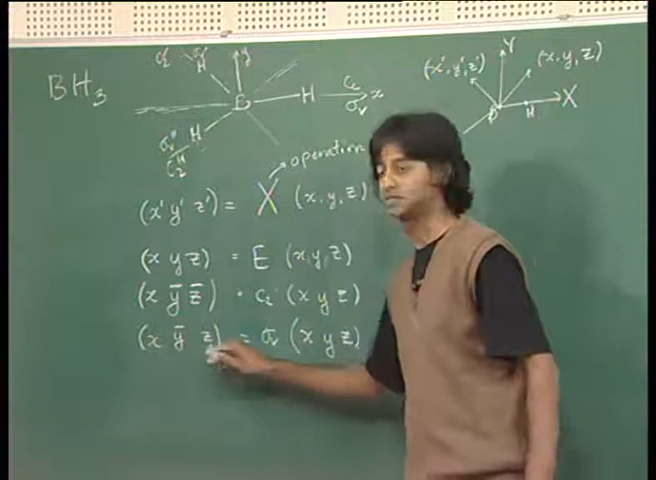 BH₃
y
H
B
H
C₂
σᵥ
x
H
σᵥ"
C₂"
Y
(x',y',z')
(x,y,z)
B
H
X
operation
(x' y' z') = X (x,y,z)
(x y z) = E (x,y,z)
(x ȳ z̄) = C₂ (x y z)
(x ȳ z) = σᵥ (x y z)